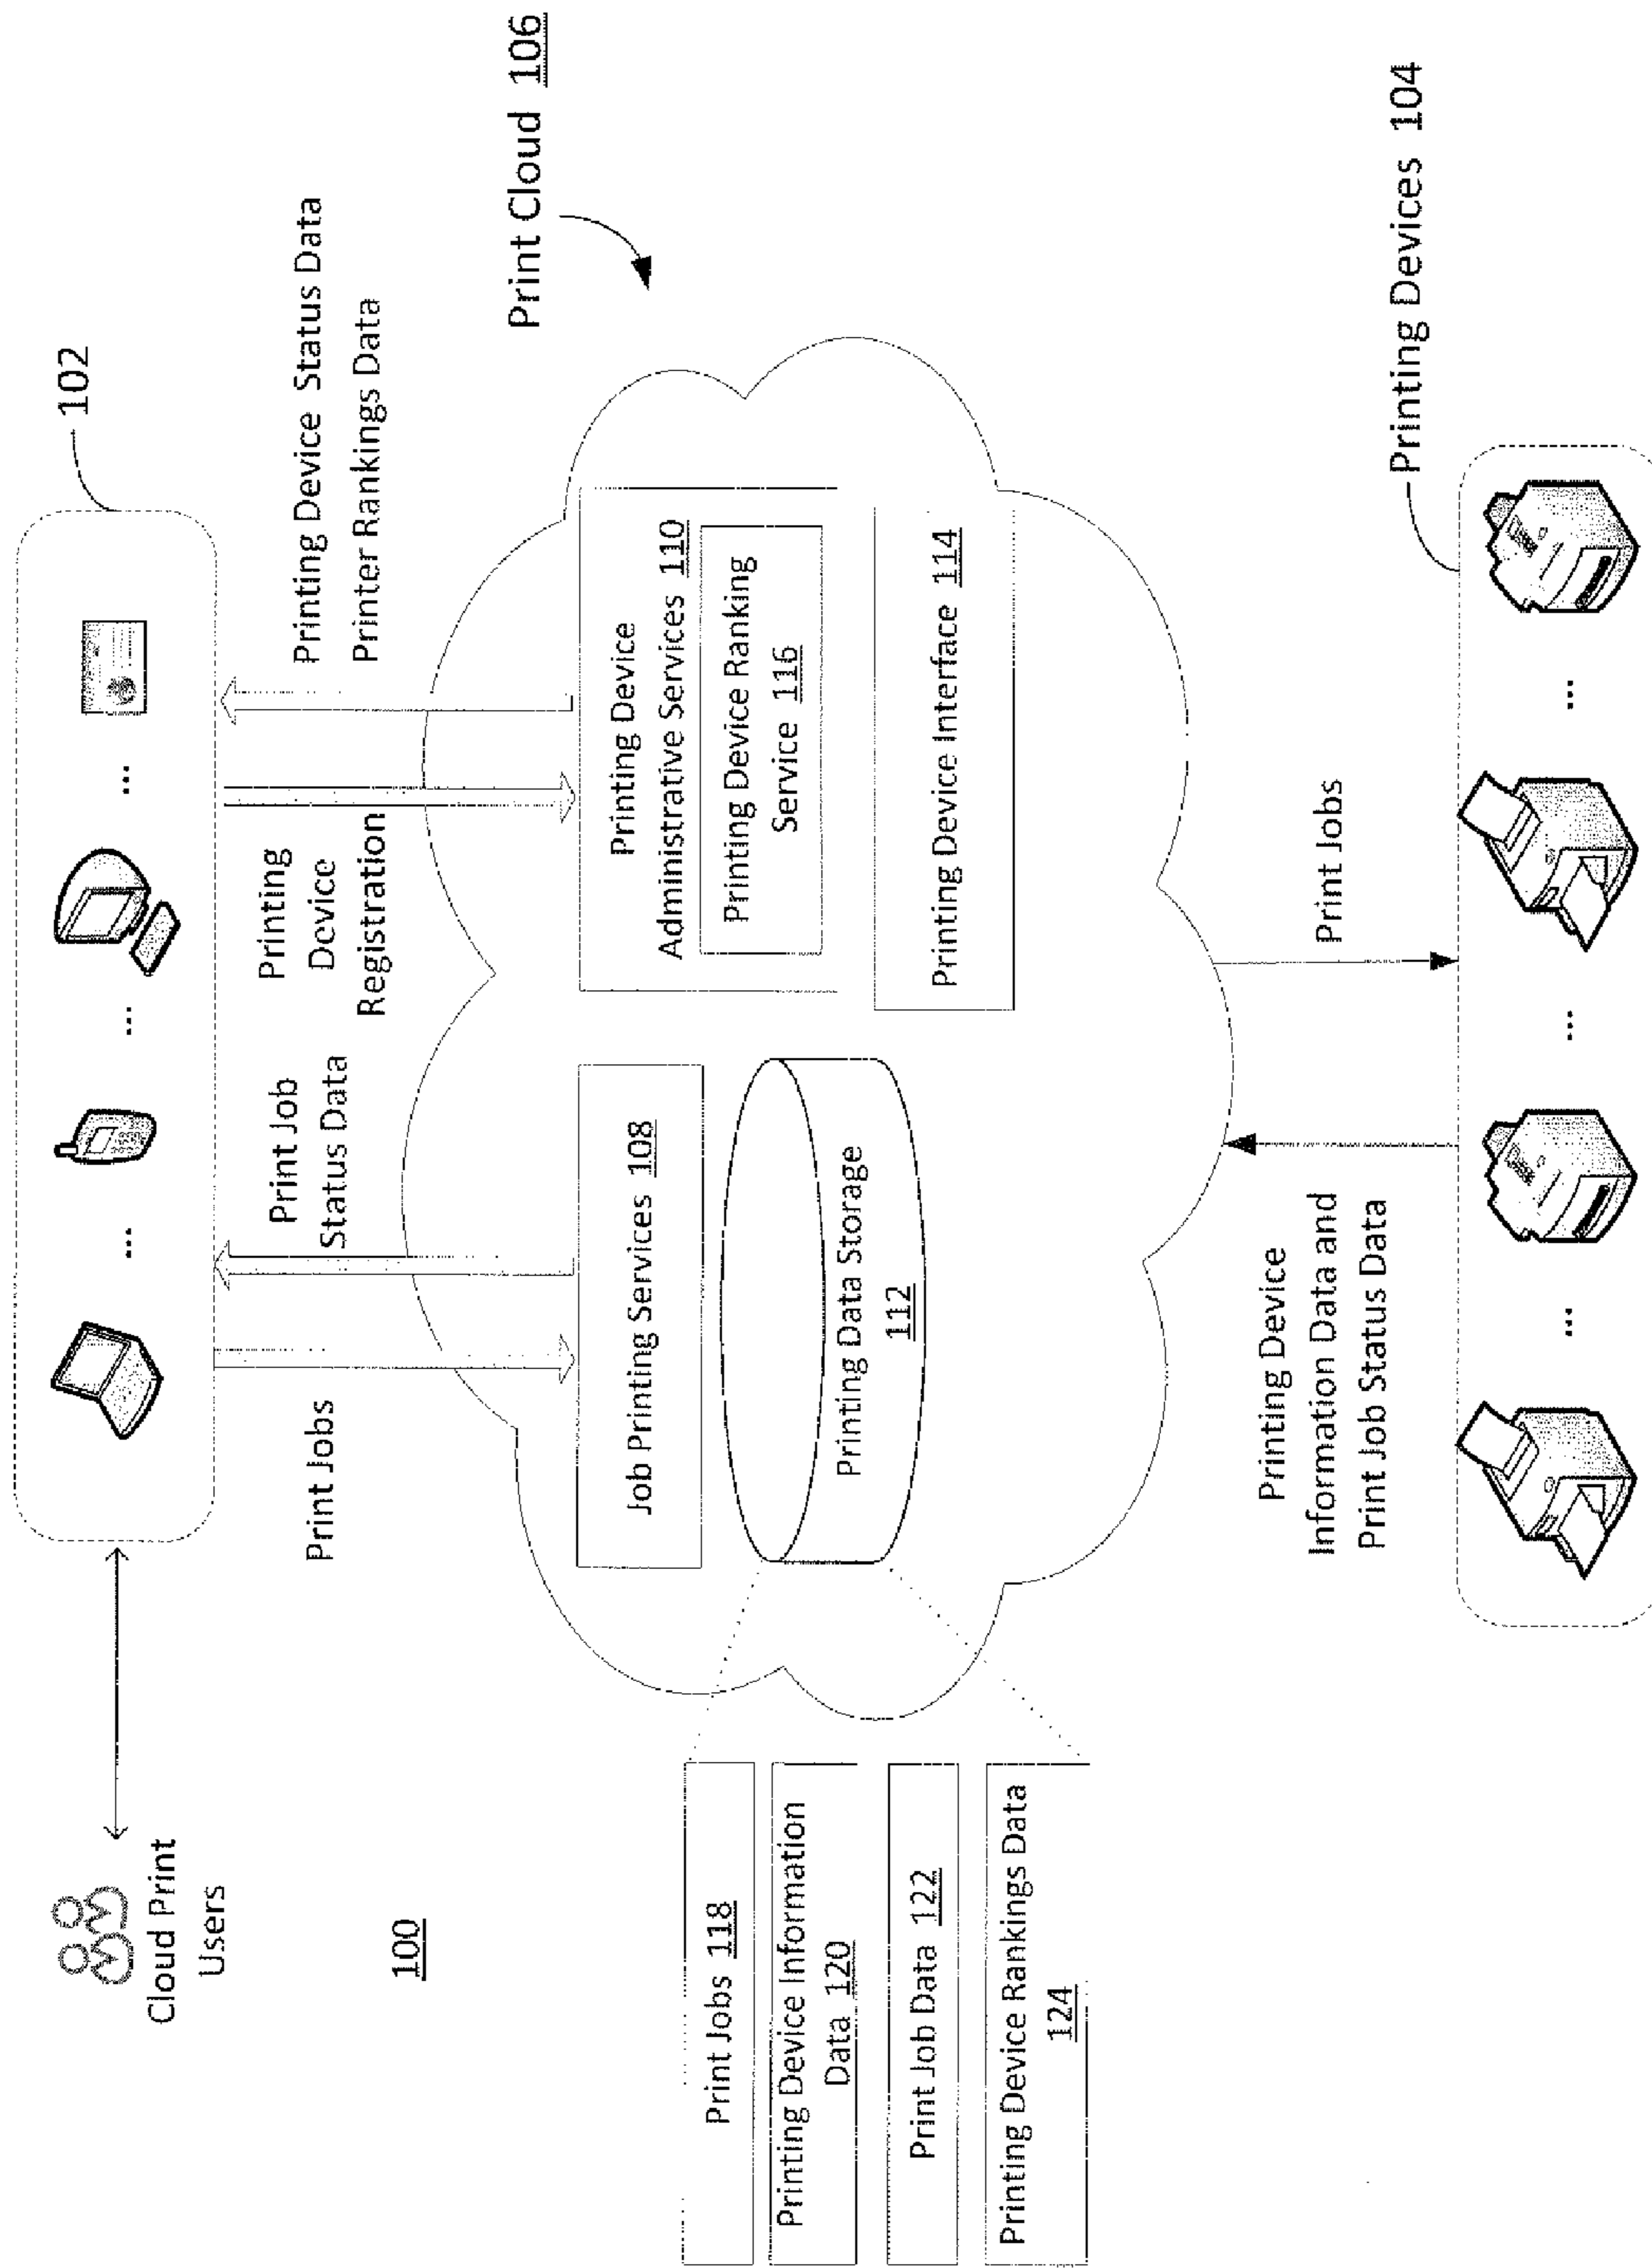 Cloud Print
Users
102
100
Print Jobs
Print Job
Status Data
Printing
Device
Registration
Printing Device Status Data
Printer Rankings Data
Print Cloud 106
Job Printing Services 108
Printing Device
Administrative Services 110
Printing Device Ranking
Service 116
Printing Data Storage
112
Printing Device Interface 114
Print Jobs 118
Printing Device Information
Data 120
Print Job Data 122
Printing Device Rankings Data
124
Printing Device
Information Data and
Print Job Status Data
Print Jobs
Printing Devices 104
...
...
...
...
...
...